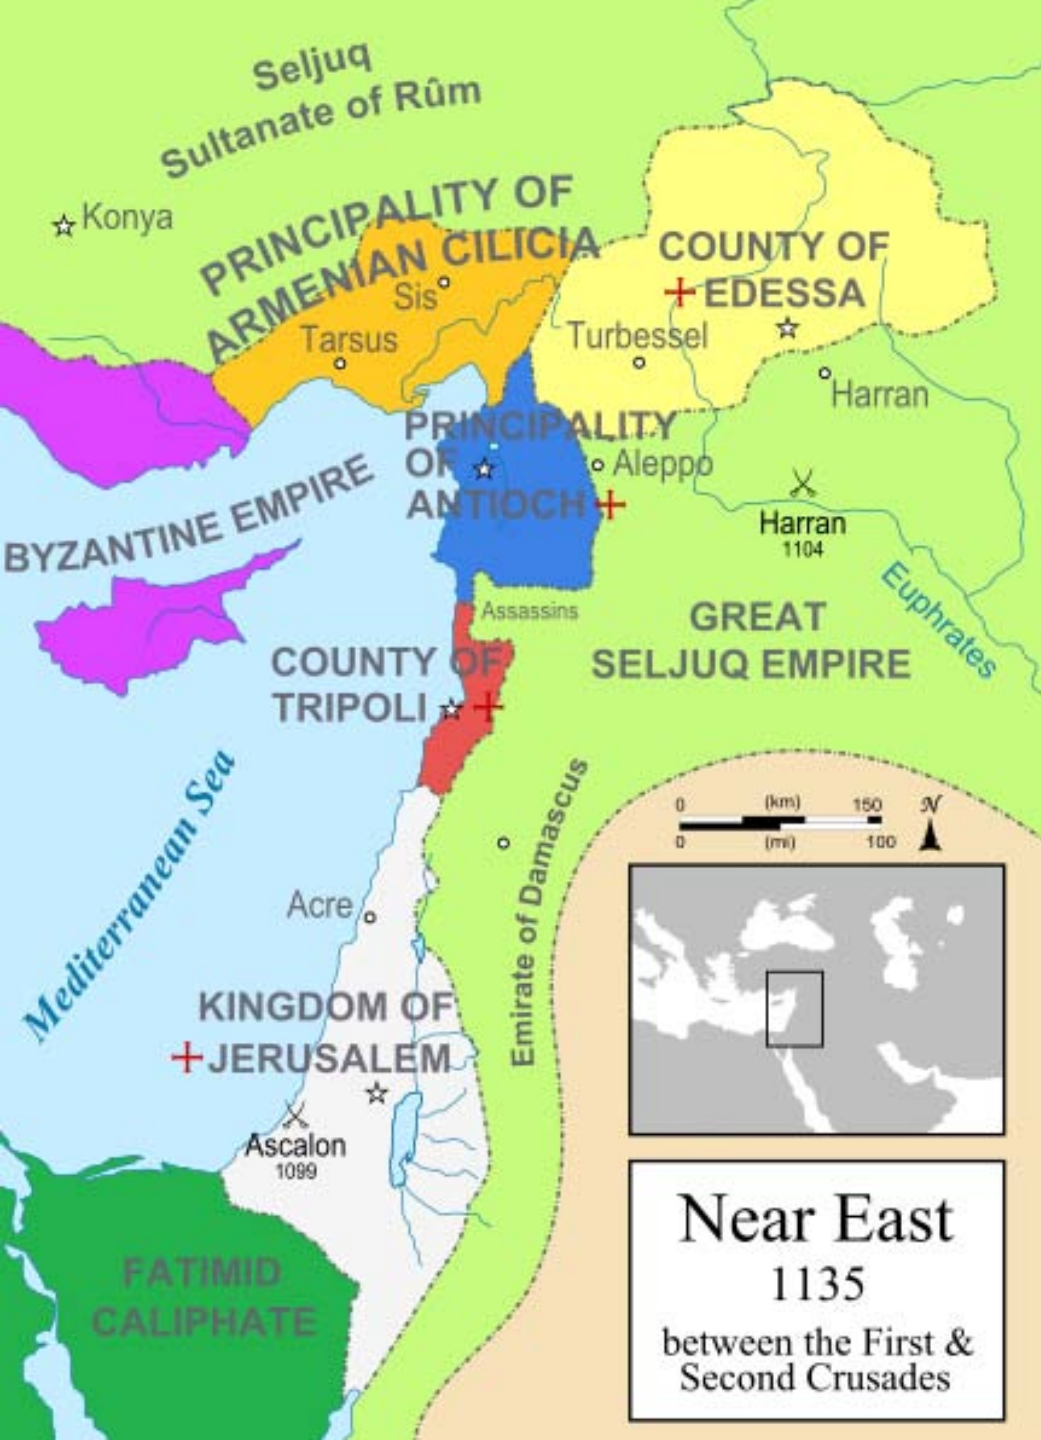 Seljuq
Sultanate of Rûm
Konya
PRINCIPALITY OF
ARMENIAN CILICIA
Sis
Tarsus
COUNTY OF
EDESSA
Turbessel
Harran
PRINCIPALITY
OF
ANTIOCH
Aleppo
Harran
1104
BYZANTINE EMPIRE
Euphrates
Assassins
GREAT
SELJUQ EMPIRE
COUNTY OF
TRIPOLI
Mediterranean Sea
Emirate of Damascus
0 (km) 150
N
0 (mi) 100
Acre
KINGDOM OF
JERUSALEM
Ascalon
1099
FATIMID
CALIPHATE
Near East
1135
between the First &
Second Crusades